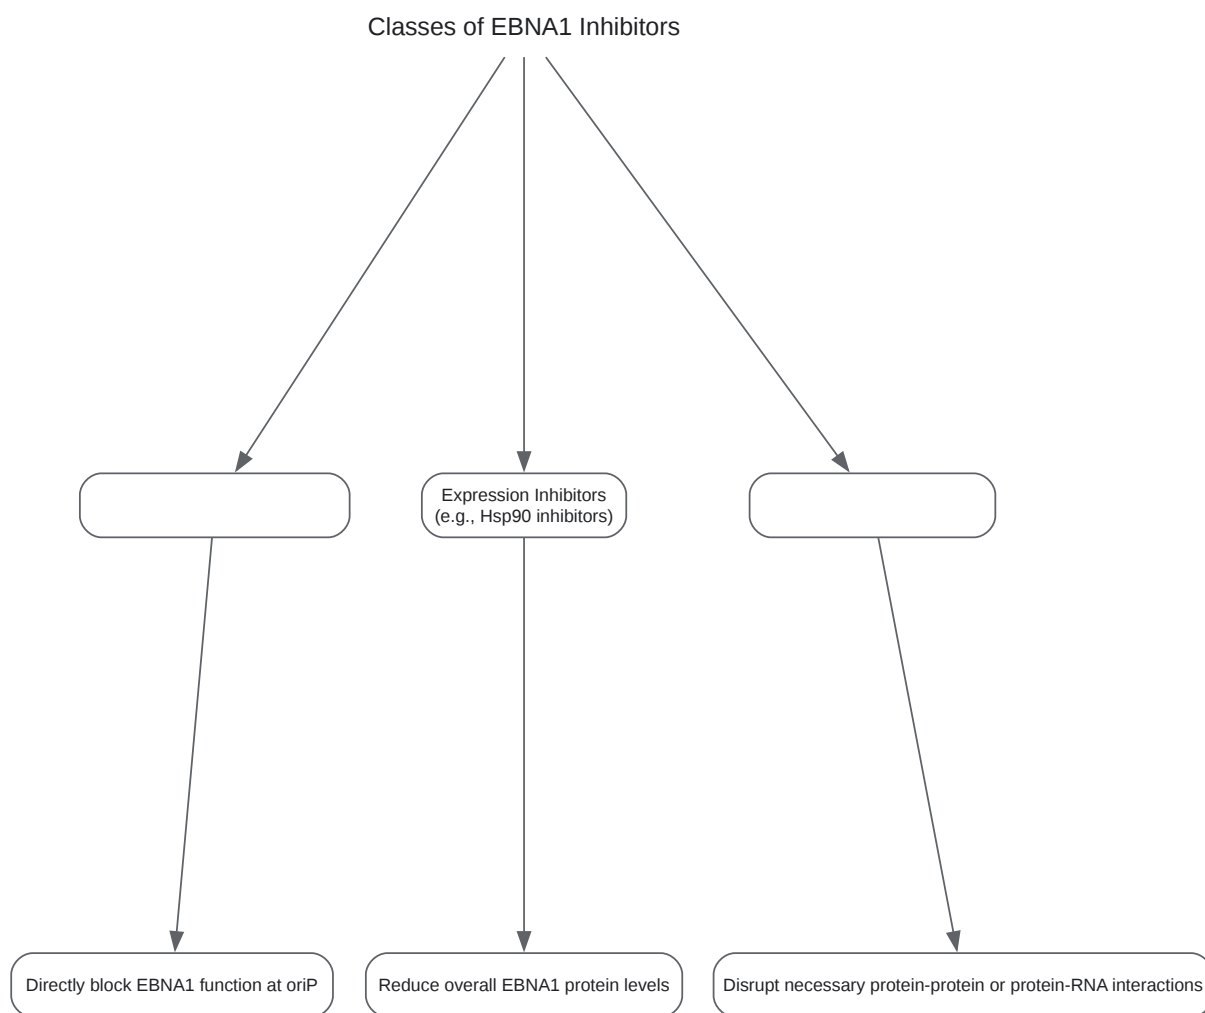 Classes of EBNA1 Inhibitors
Expression Inhibitors
(e.g., Hsp90 inhibitors)
Directly block EBNA1 function at oriP
Reduce overall EBNA1 protein levels
Disrupt necessary protein-protein or protein-RNA interactions